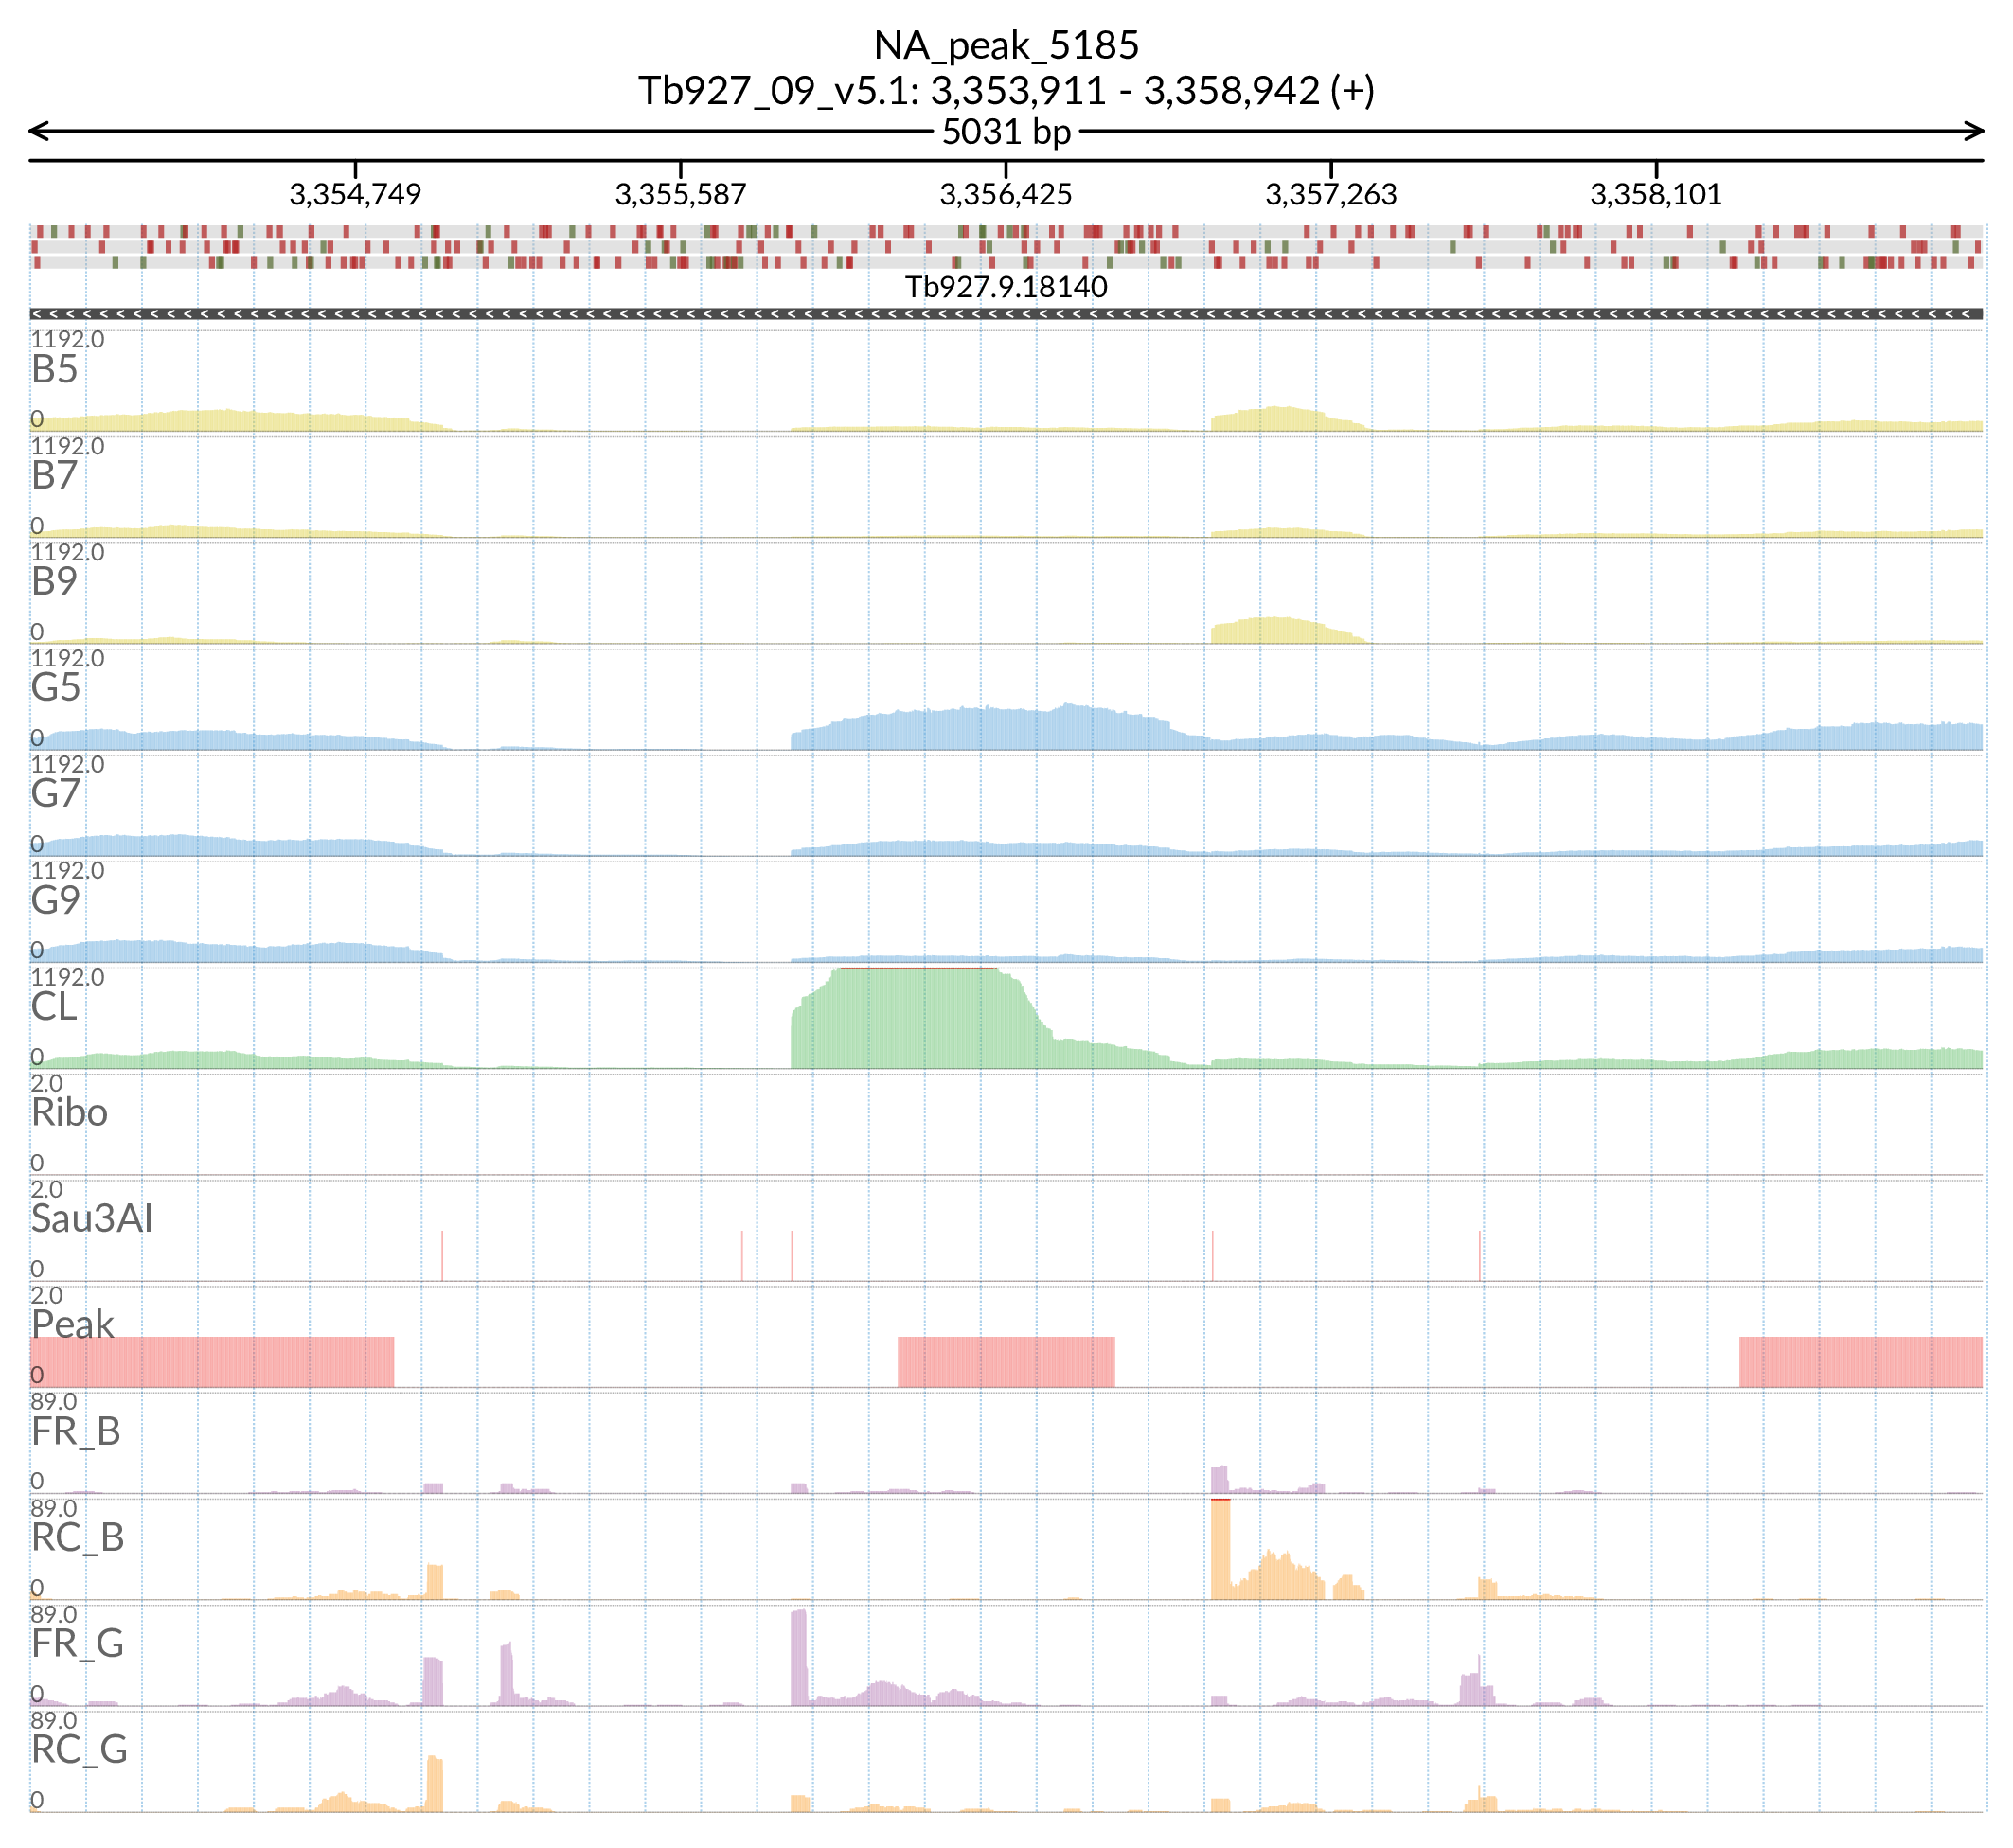 NA_peak_5185
Tb927_09_v5.1: 3,353,911 - 3,358,942 (+)
5031 bp
3,354,749 3,355,587 3,356,425 3,357,263 3,358,101
Tb927.9.18140
1192.0
B5
0
1192.0
B7
0
1192.0
B9
0
1192.0
G5
0
1192.0
G7
0
1192.0
G9
0
1192.0
CL
0
2.0
Ribo
0
2.0
Sau3AI
0
2.0
Peak
0
89.0
FR_B
0
89.0
RC_B
0
89.0
FR_G
0
89.0
RC_G
0